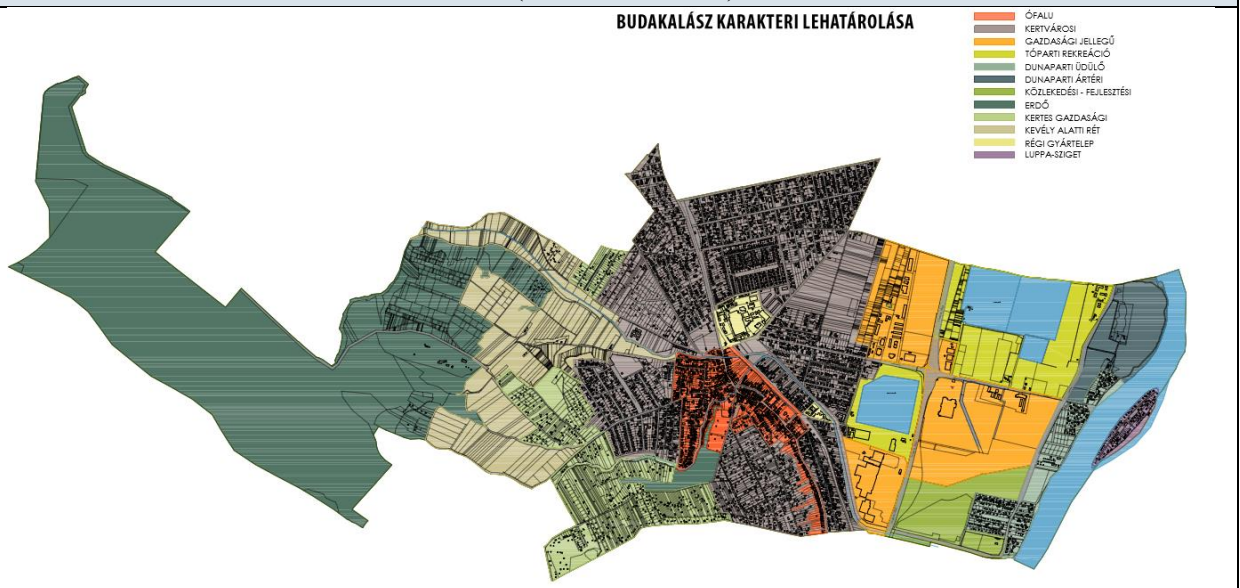 BUDAKALÁSZ KARAKTERI LEHATÁROLÁSA
ÓFALU
KERTVÁROSI
GAZDASÁGI JELLEGŰ
TÓPARTI REKREÁCIÓ
DUNAPARTI ÜDÜLŐ
DUNAPARTI ÁRTÉRI
KÖZLEKEDÉSI - FEJLESZTÉSI
ERDŐ
KERTES GAZDASÁGI
KEVÉLY ALATTI RÉT
RÉGI GYÁRTELEP
LUPPA-SZIGET